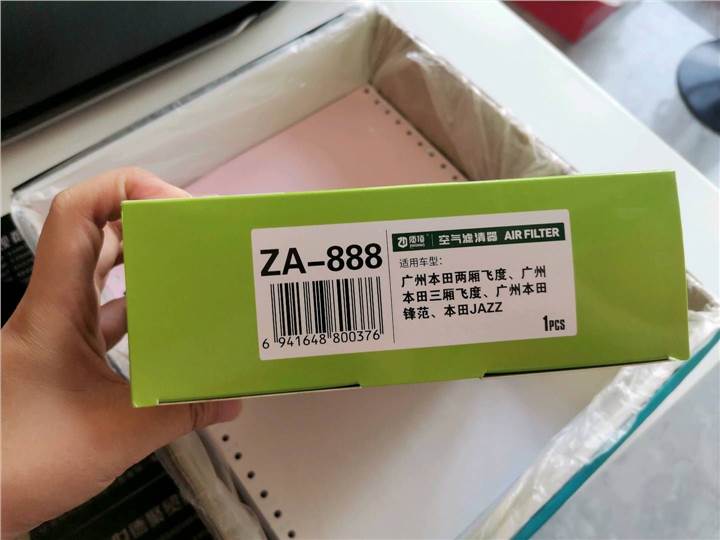 空气滤清器 AIR FILTER
ZA-888
适用车型:
广州本田两厢飞度、广州
本田三厢飞度、广州本田
锋范、本田JAZZ
6 941648 800376
1PCS